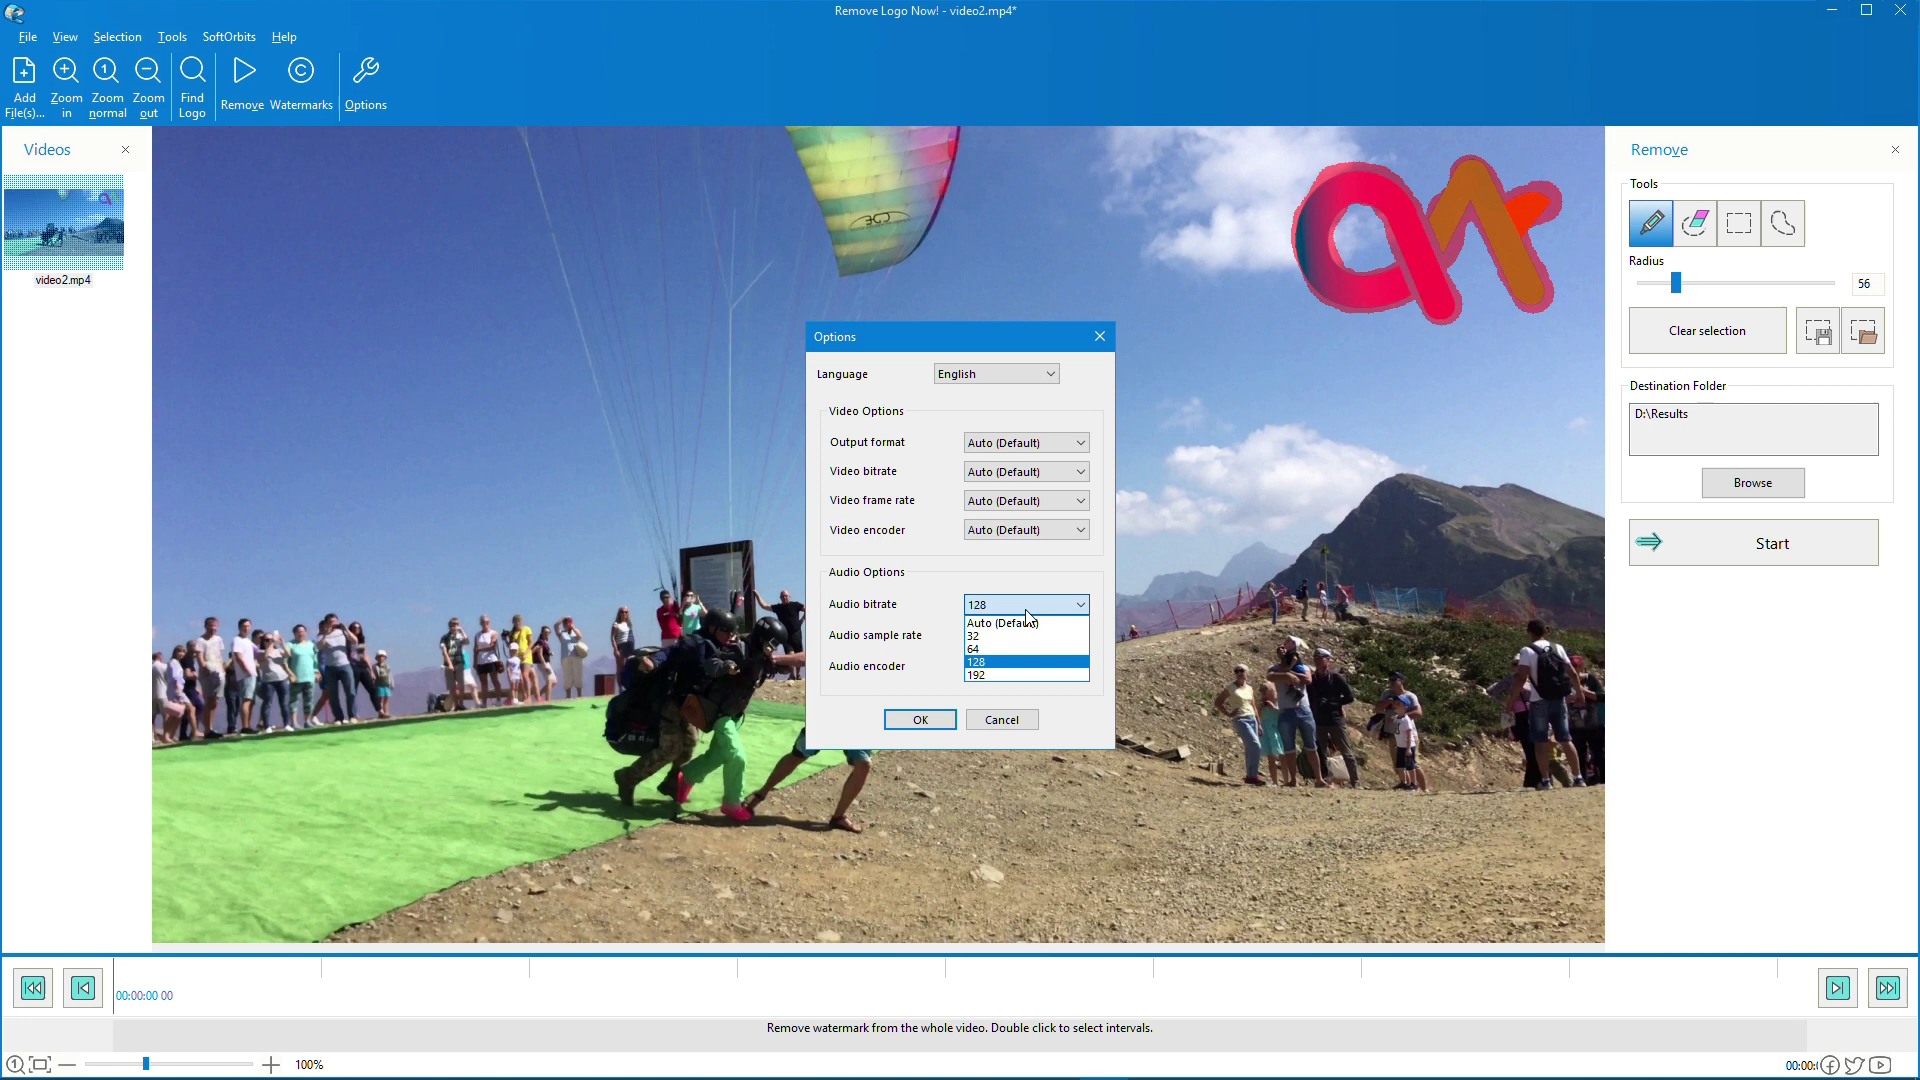 Remove Logo Now! - video2.mp4*
File View Selection Tools SoftOrbits Help
Add File(s)...
Zoom in
Zoom normal
Zoom out
Find Logo
Remove
Watermarks
Options
Videos
video2.mp4
Options
Language English
Video Options
Output format Auto (Default)
Video bitrate Auto (Default)
Video frame rate Auto (Default)
Video encoder Auto (Default)
Audio Options
Audio bitrate 128
Auto (Default)
32
64
128
192
Audio sample rate
Audio encoder
OK Cancel
Remove
Tools
Radius
56
Clear selection
Destination Folder
D:\Results
Browse
Start
00:00:00 00
Remove watermark from the whole video. Double click to select intervals.
100%
00:00: